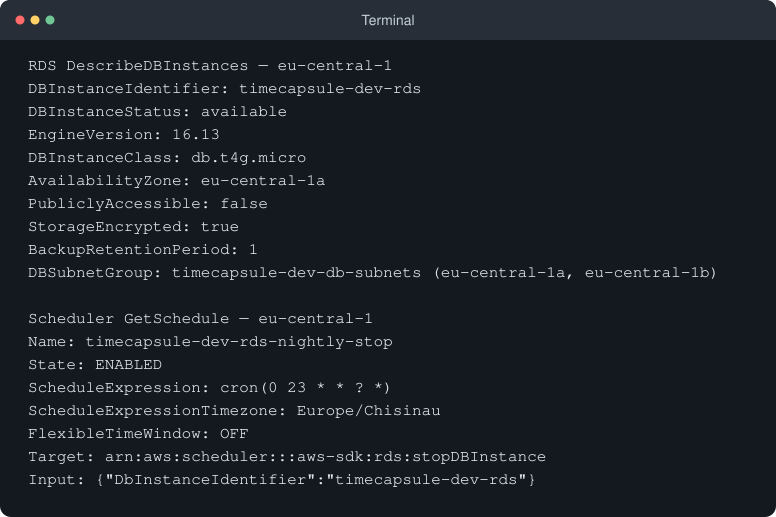 Terminal
RDS DescribeDBInstances — eu-central-1
DBInstanceIdentifier: timecapsule-dev-rds
DBInstanceStatus: available
EngineVersion: 16.13
DBInstanceClass: db.t4g.micro
AvailabilityZone: eu-central-1a
PubliclyAccessible: false
StorageEncrypted: true
BackupRetentionPeriod: 1
DBSubnetGroup: timecapsule-dev-db-subnets (eu-central-1a, eu-central-1b)
Scheduler GetSchedule — eu-central-1
Name: timecapsule-dev-rds-nightly-stop
State: ENABLED
ScheduleExpression: cron(0 23 * * ? *)
ScheduleExpressionTimezone: Europe/Chisinau
FlexibleTimeWindow: OFF
Target: arn:aws:scheduler:::aws-sdk:rds:stopDBInstance
Input: {"DbInstanceIdentifier":"timecapsule-dev-rds"}